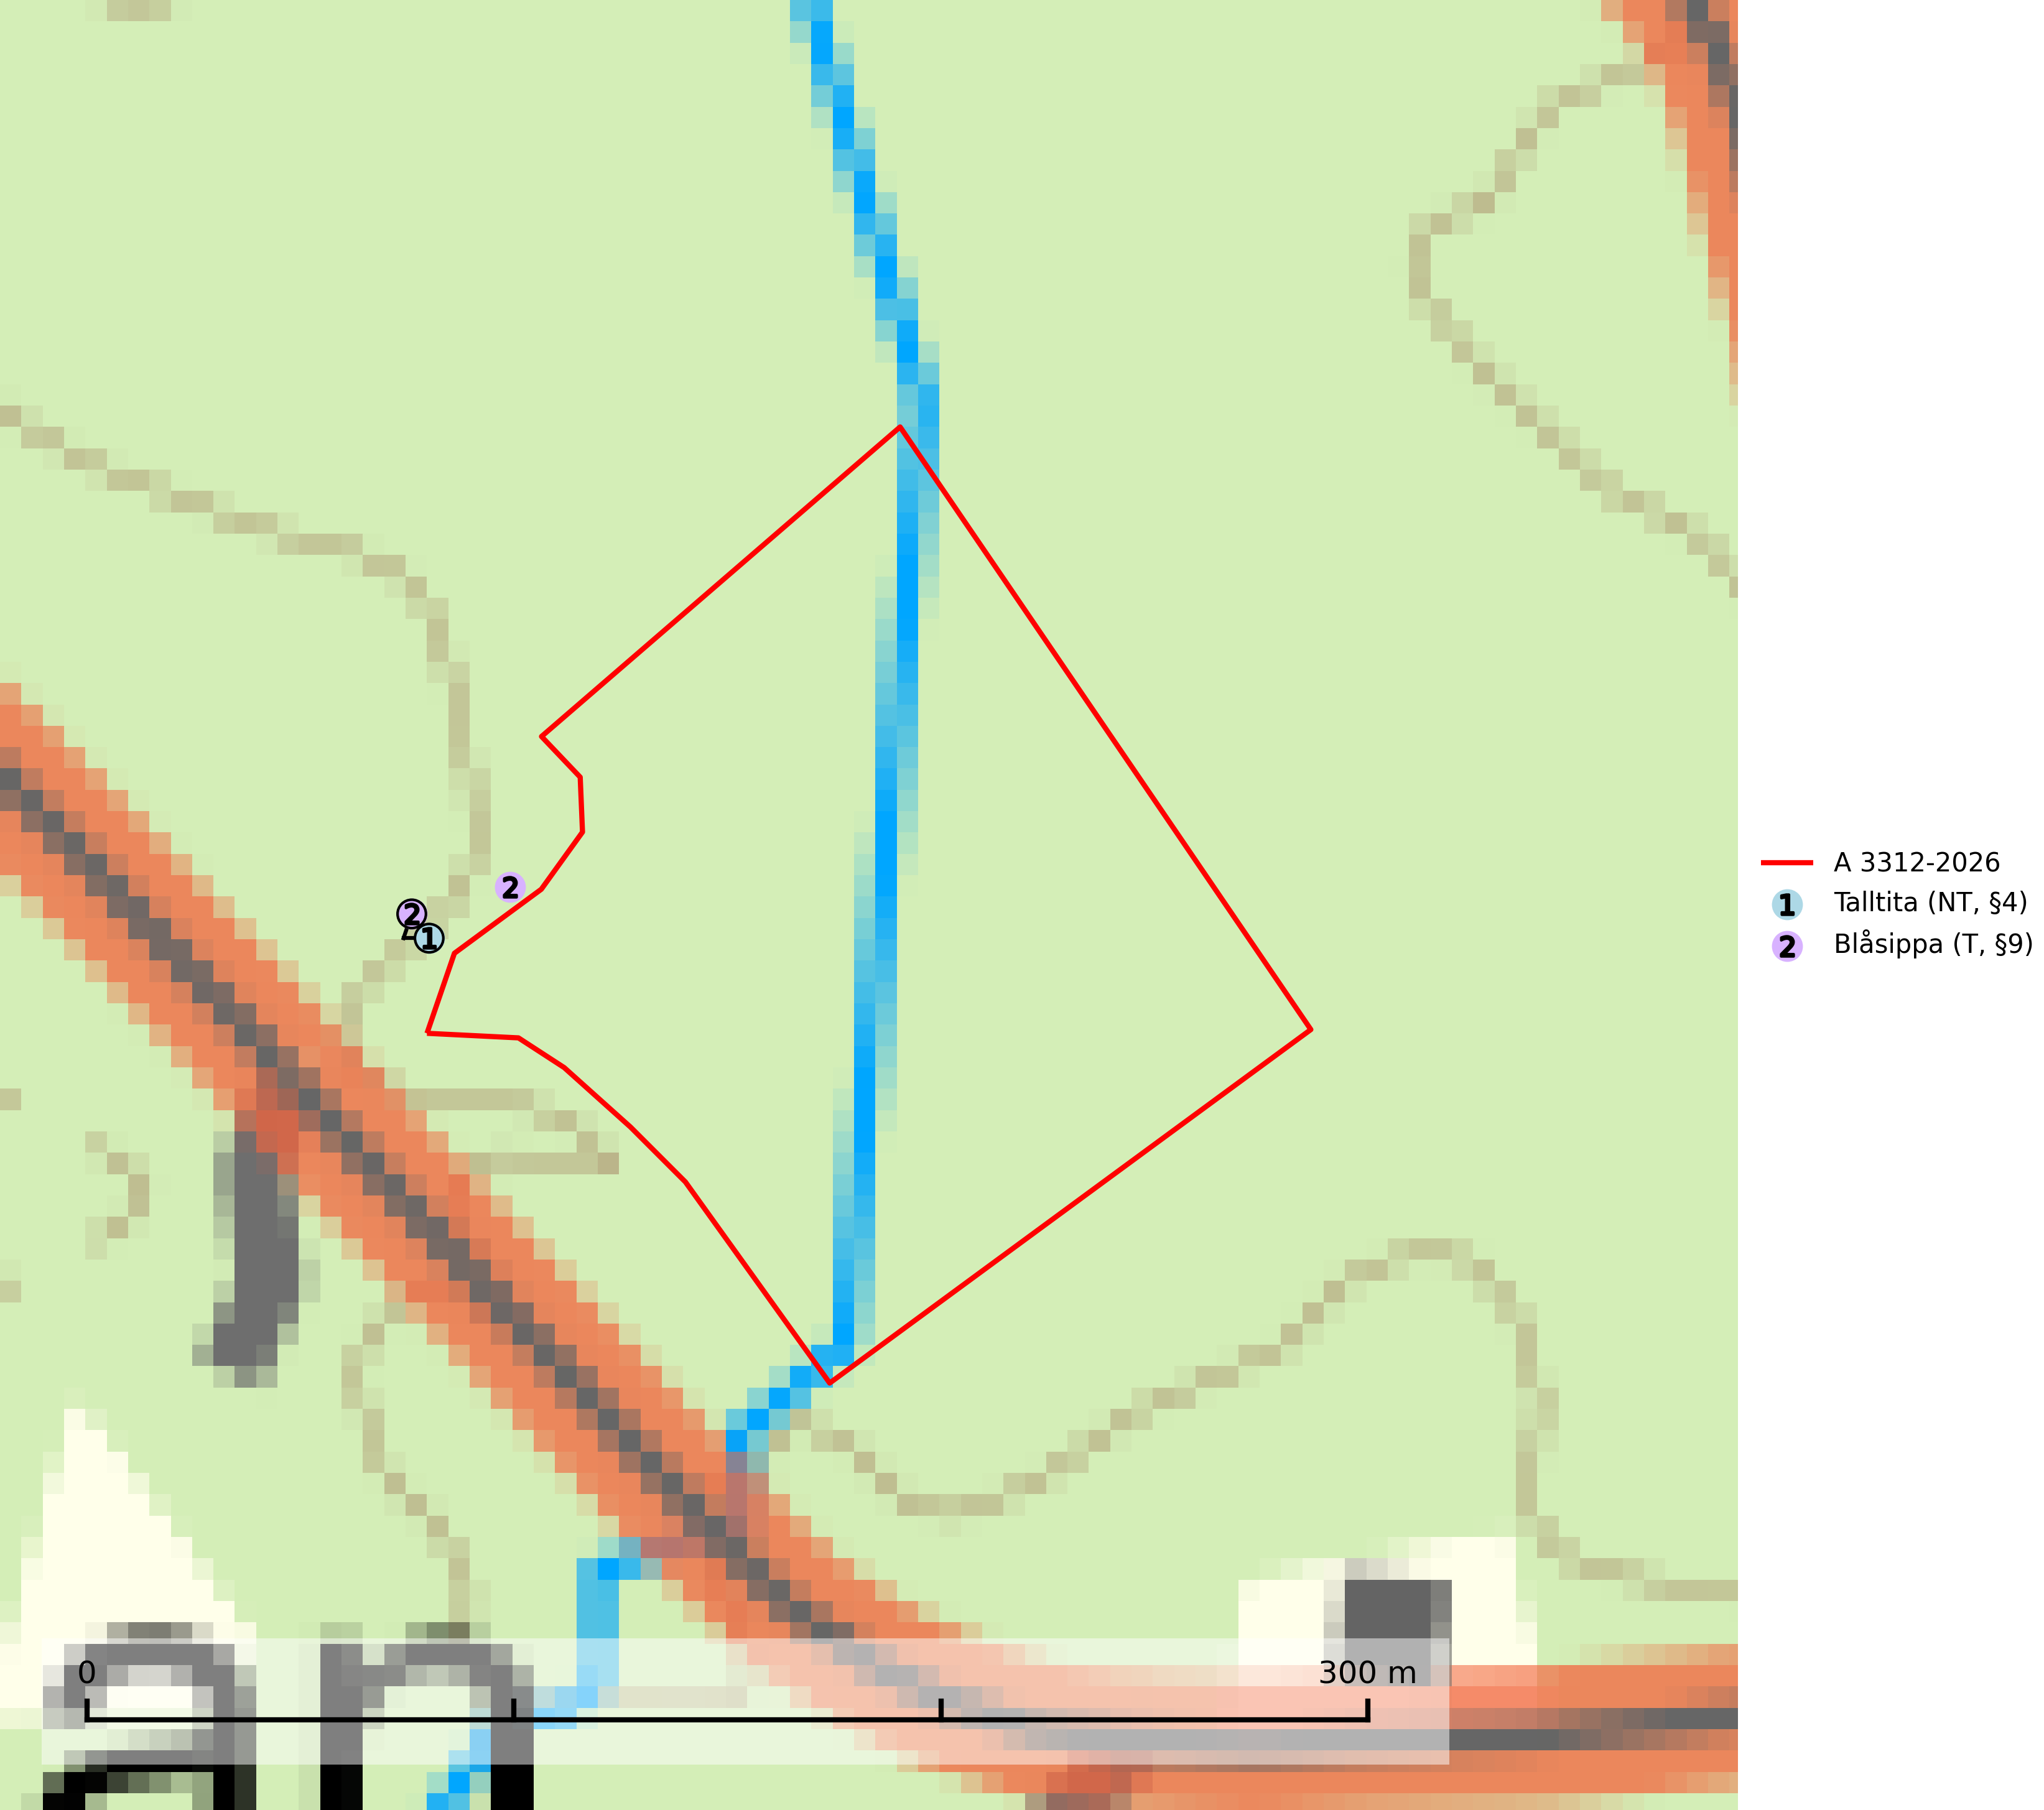 2
2
1
A 3312-2026
1 Talltita (NT, §4)
2 Blåsippa (T, §9)
0 300 m